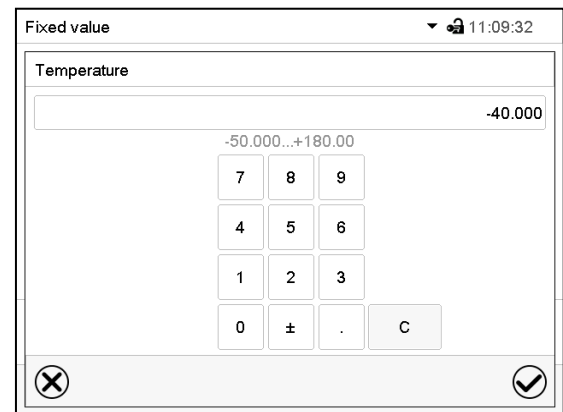 Fixed value 11:09:32
Temperature
-40.000
-50.000...+180.00
7 8 9
4 5 6
1 2 3
0 ± . C